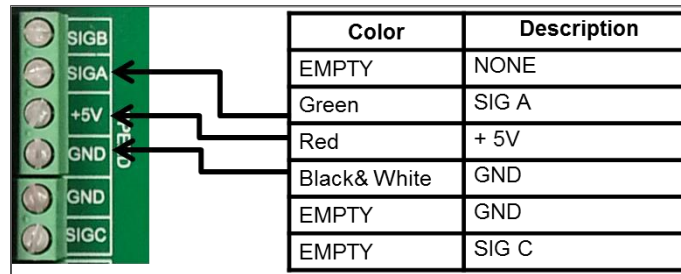 SIGB
SIGA
+5V
GND
GND
SIGC
Color Description
EMPTY NONE
Green SIG A
Red + 5V
Black& White GND
EMPTY GND
EMPTY SIG C